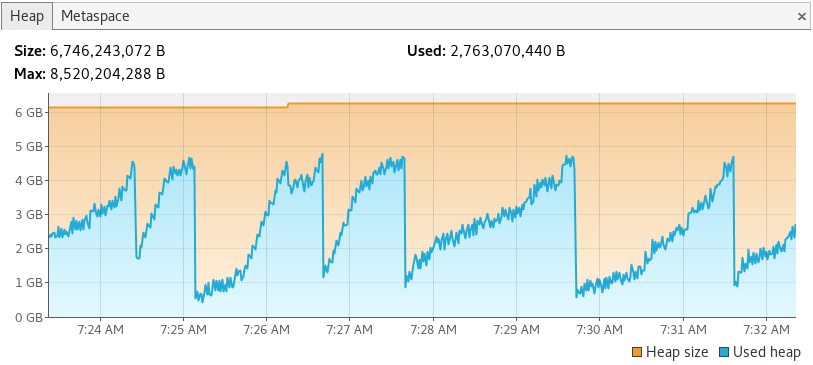 Heap Metaspace ×
Size: 6,746,243,072 B Used: 2,763,070,440 B
Max: 8,520,204,288 B
6 GB
5 GB
4 GB
3 GB
2 GB
1 GB
0 GB
7:24 AM 7:25 AM 7:26 AM 7:27 AM 7:28 AM 7:29 AM 7:30 AM 7:31 AM 7:32 AM
Heap size Used heap